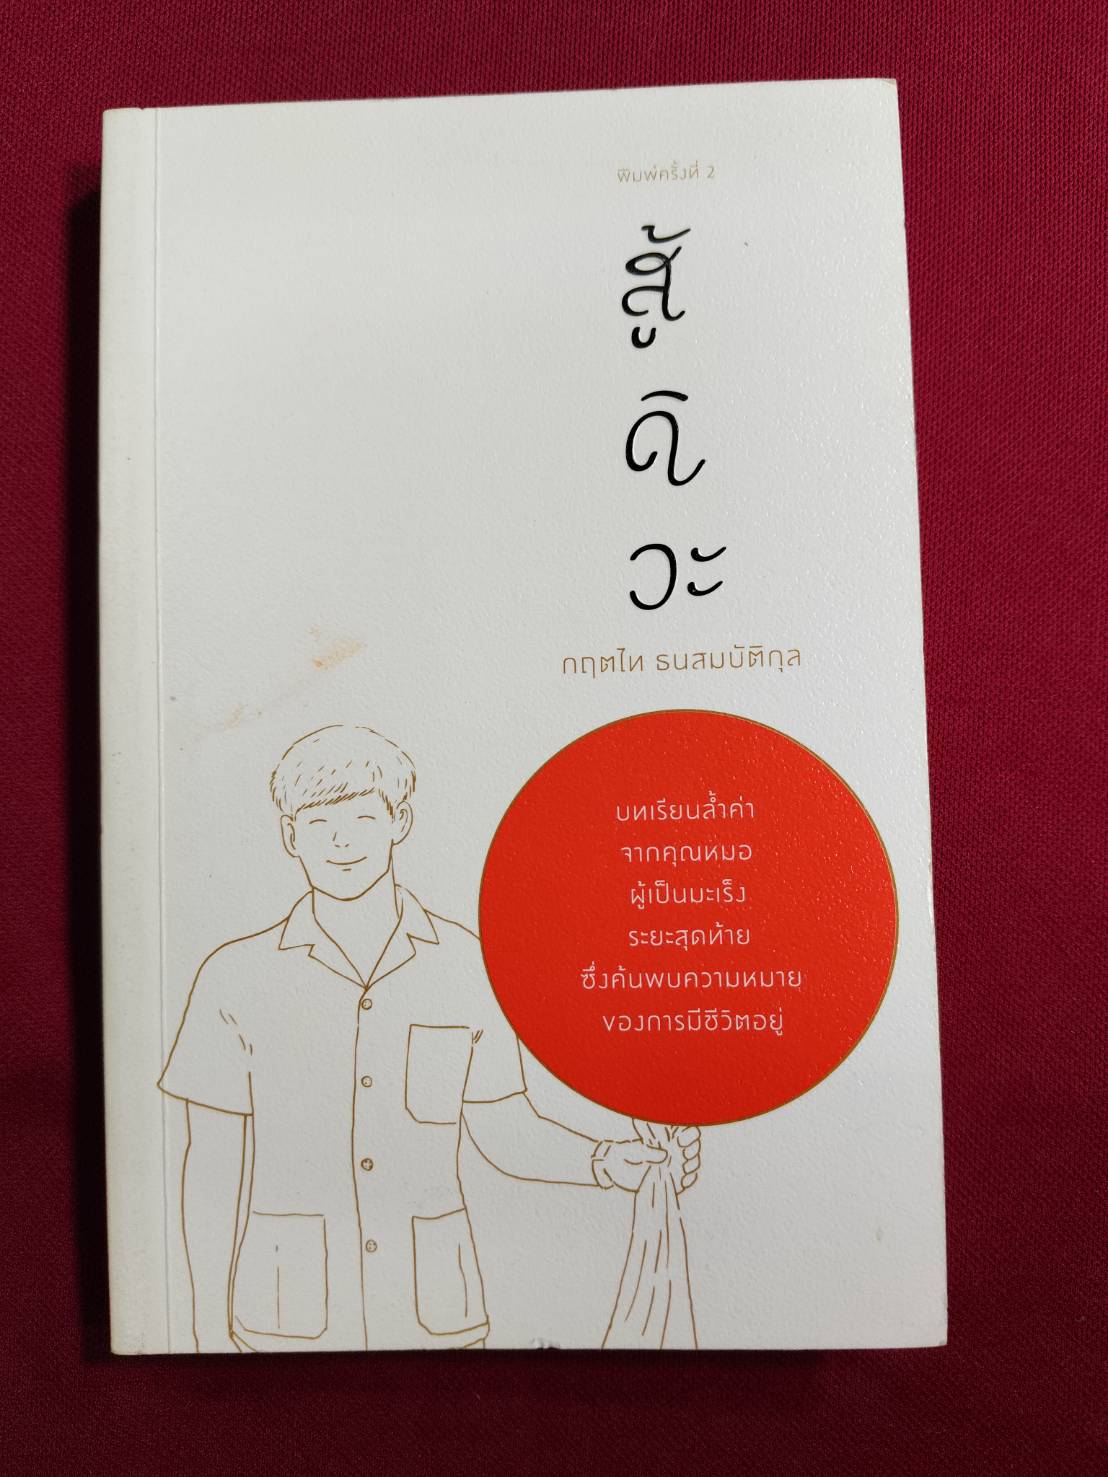 พิมพ์ครั้งที่ 2
สู้
ดิ
วะ
กฤตไท ธนสมบัติกุล
บทเรียนล้ำค่า
จากคุณหมอ
ผู้เป็นมะเร็ง
ระยะสุดท้าย
ซึ่งค้นพบความหมาย
ของการมีชีวิตอยู่